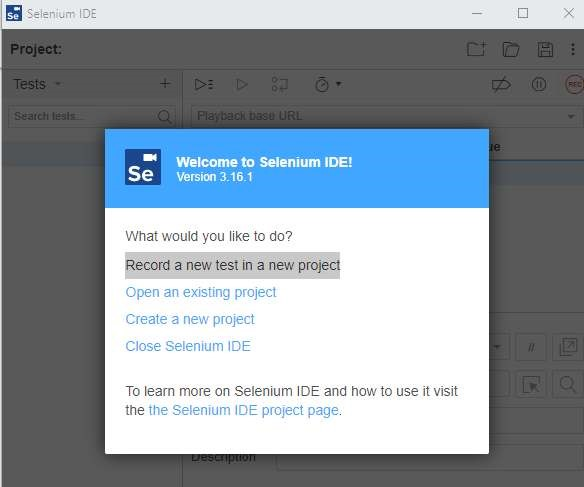 Se Selenium IDE
Project:
Tests
Search tests...
Playback base URL
REC
ue
Se
Welcome to Selenium IDE!
Version 3.16.1
What would you like to do?
Record a new test in a new project
Open an existing project
Create a new project
Close Selenium IDE
//
To learn more on Selenium IDE and how to use it visit
the the Selenium IDE project page.
Description